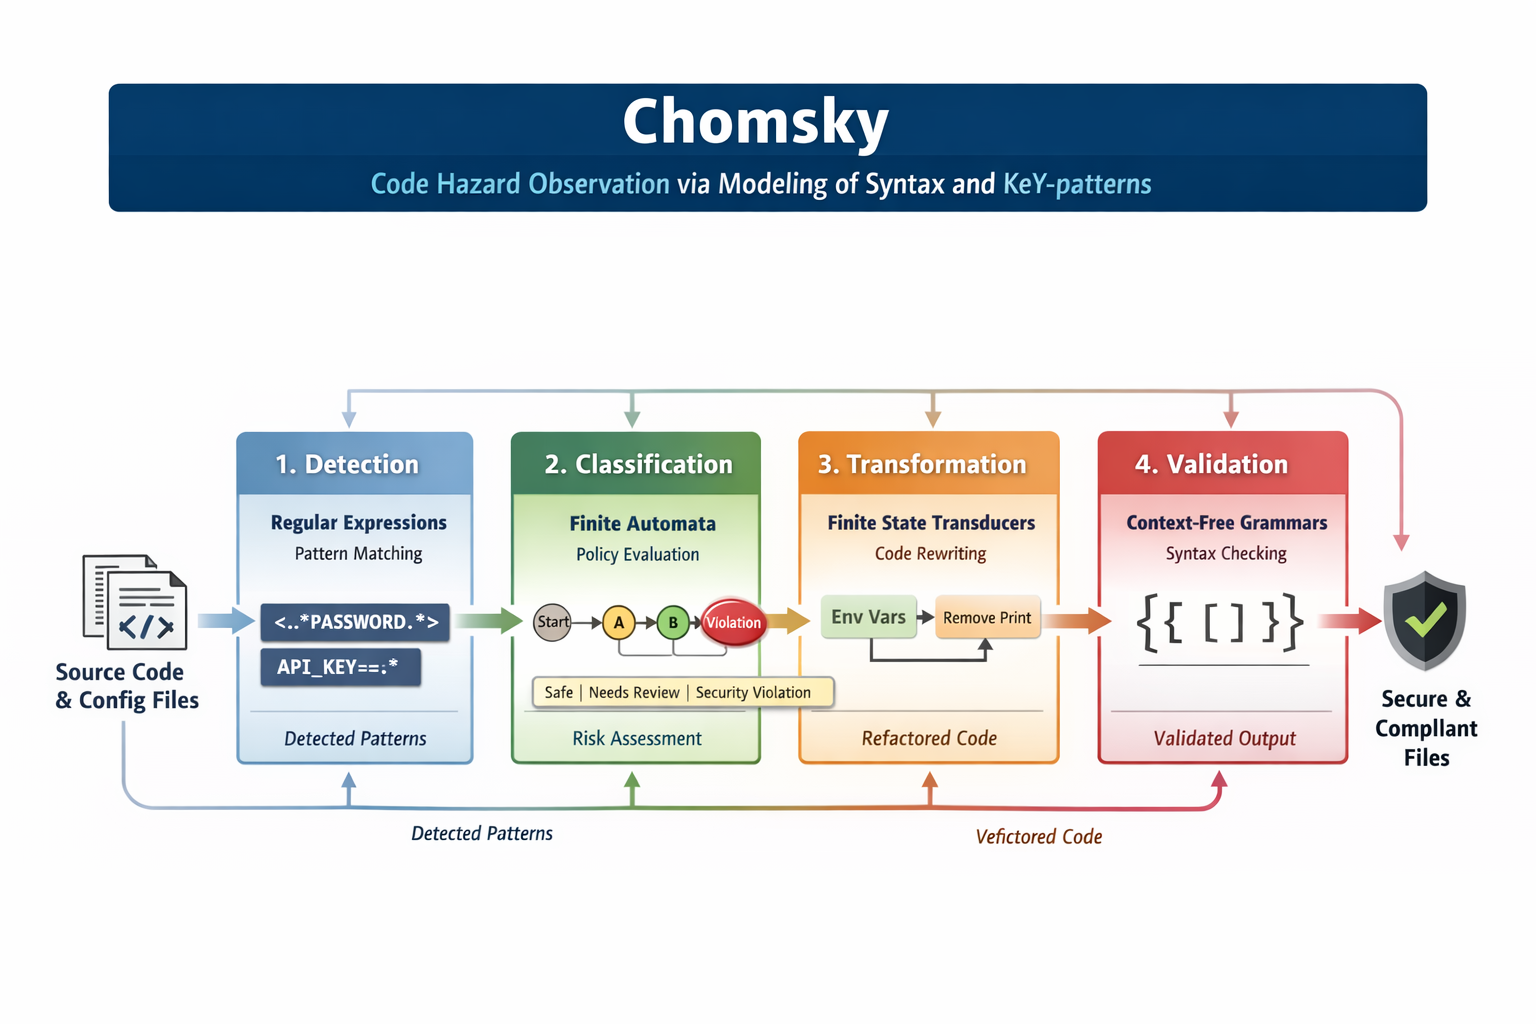 Chomsky
Code Hazard Observation via Modeling of Syntax and KeY-patterns
Source Code
& Config Files
1. Detection
Regular Expressions
Pattern Matching
<..*PASSWORD.*>
API_KEY==:*
Detected Patterns
2. Classification
Finite Automata
Policy Evaluation
Start
A
B
Violation
Safe | Needs Review | Security Violation
Risk Assessment
3. Transformation
Finite State Transducers
Code Rewriting
Env Vars
Remove Print
Refactored Code
4. Validation
Context-Free Grammars
Syntax Checking
{{ [] }}
Validated Output
Secure &
Compliant
Files
Detected Patterns
Vefictored Code